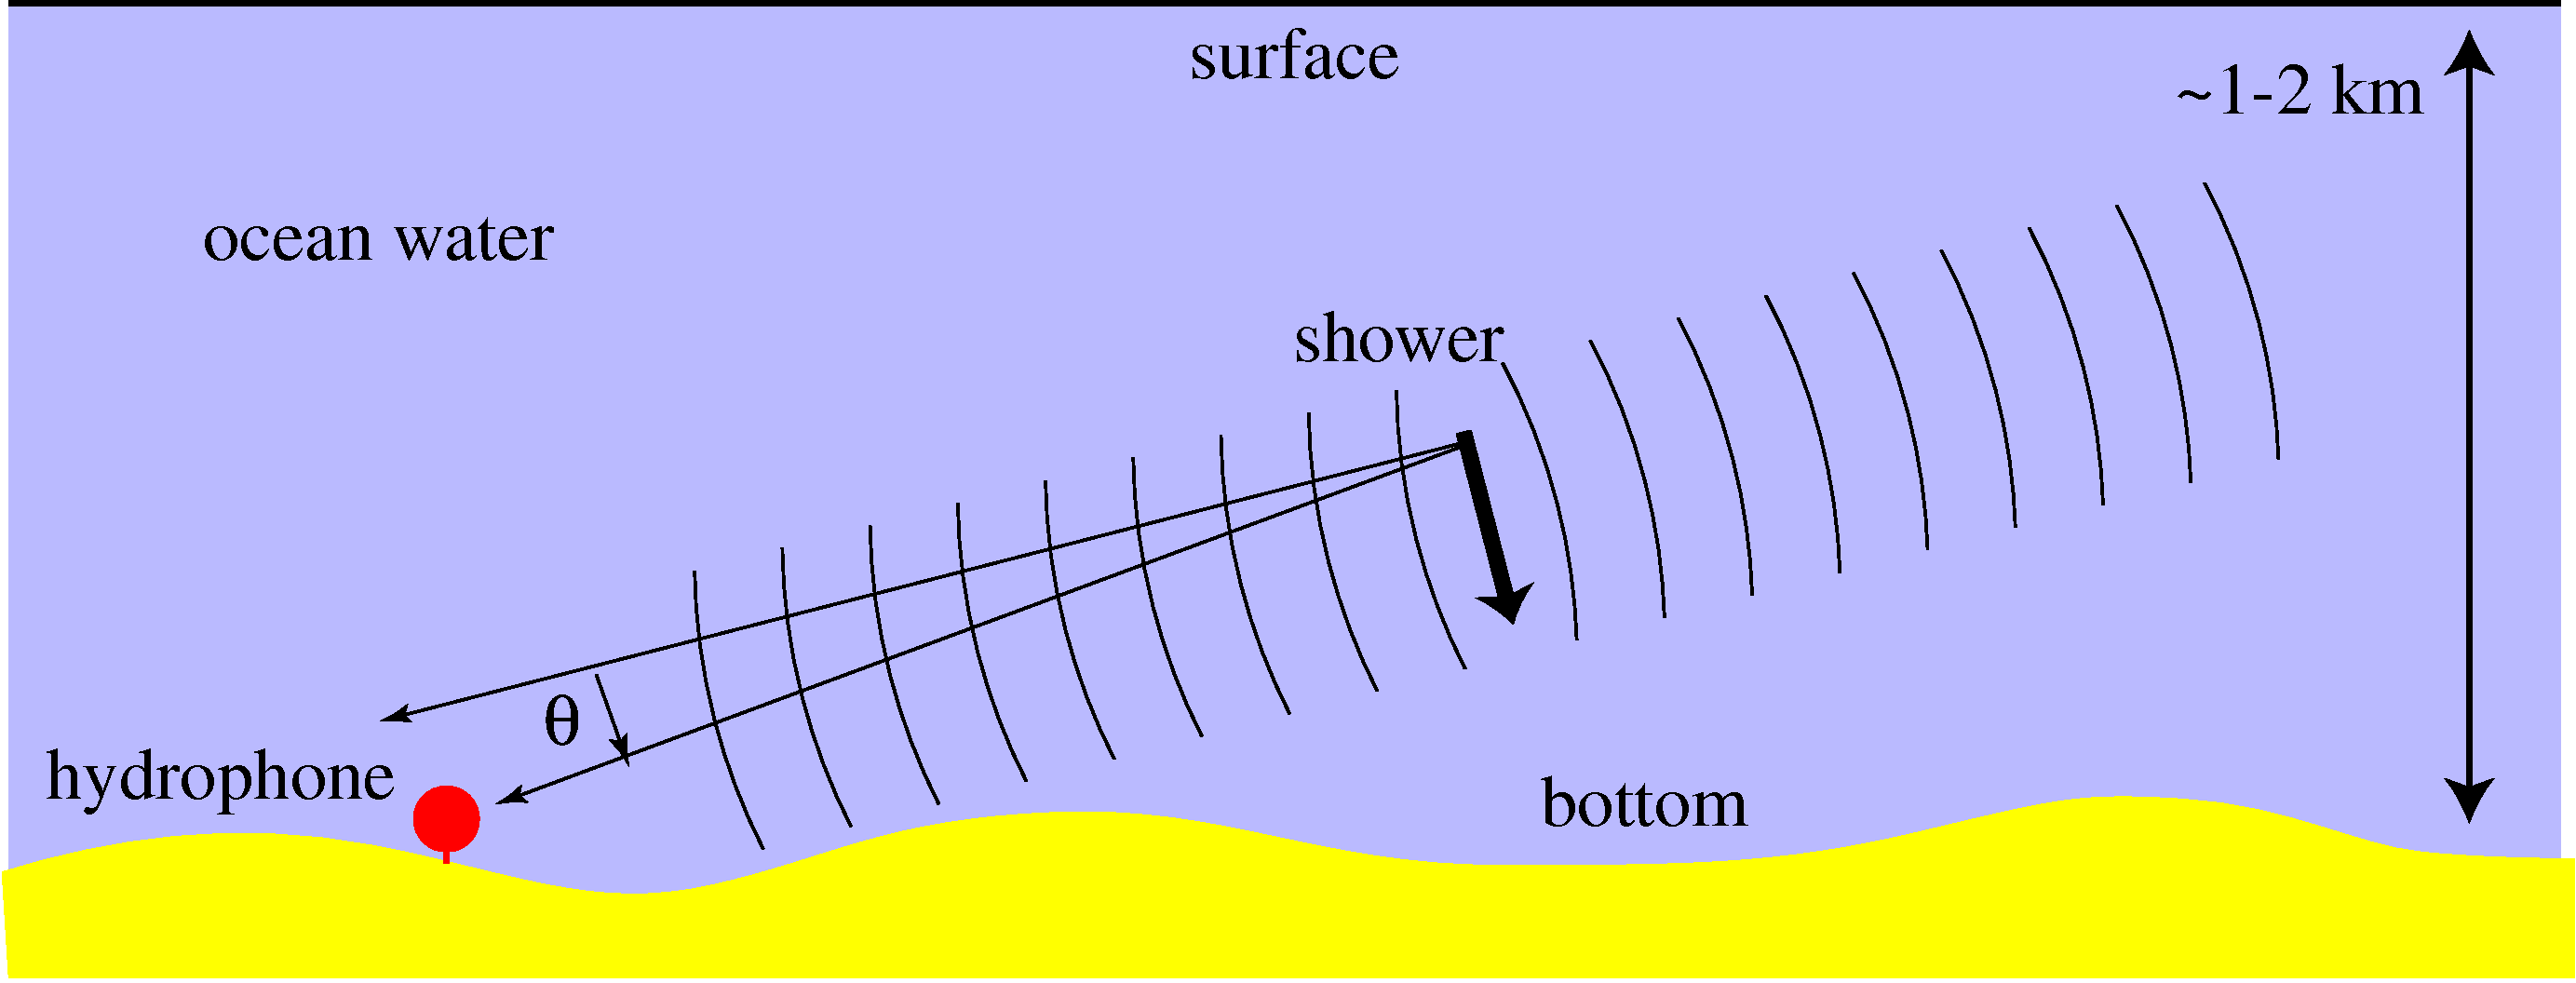 surface
~1-2 km
ocean water
shower
θ
hydrophone
bottom